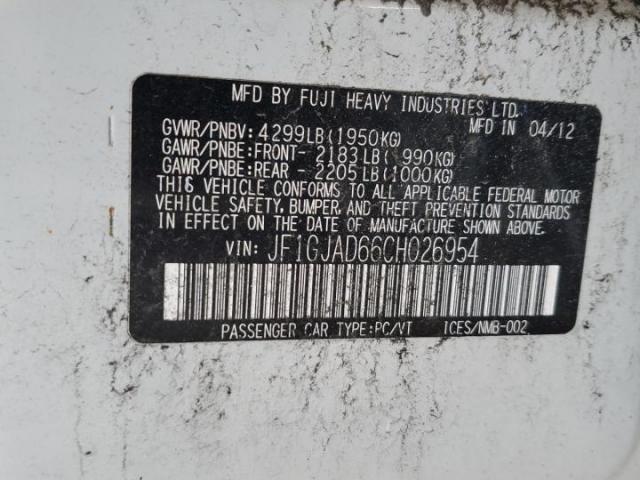 MFD BY FUJI HEAVY INDUSTRIES LTD.
GVWR/PNBV: 4299LB (1950KG) MFD IN 04/12
GAWR/PNBE: FRONT- 2183 LB ( 990KG)
GAWR/PNBE: REAR - 2205 LB (1000KG)
THIS VEHICLE CONFORMS TO ALL APPLICABLE FEDERAL MOTOR
VEHICLE SAFETY, BUMPER, AND THEFT PREVENTION STANDARDS
IN EFFECT ON THE DATE OF MANUFACTURE SHOWN ABOVE.
VIN: JF1GJAD66CH026954
PASSENGER CAR TYPE:PC/VT ICES/NMB-002